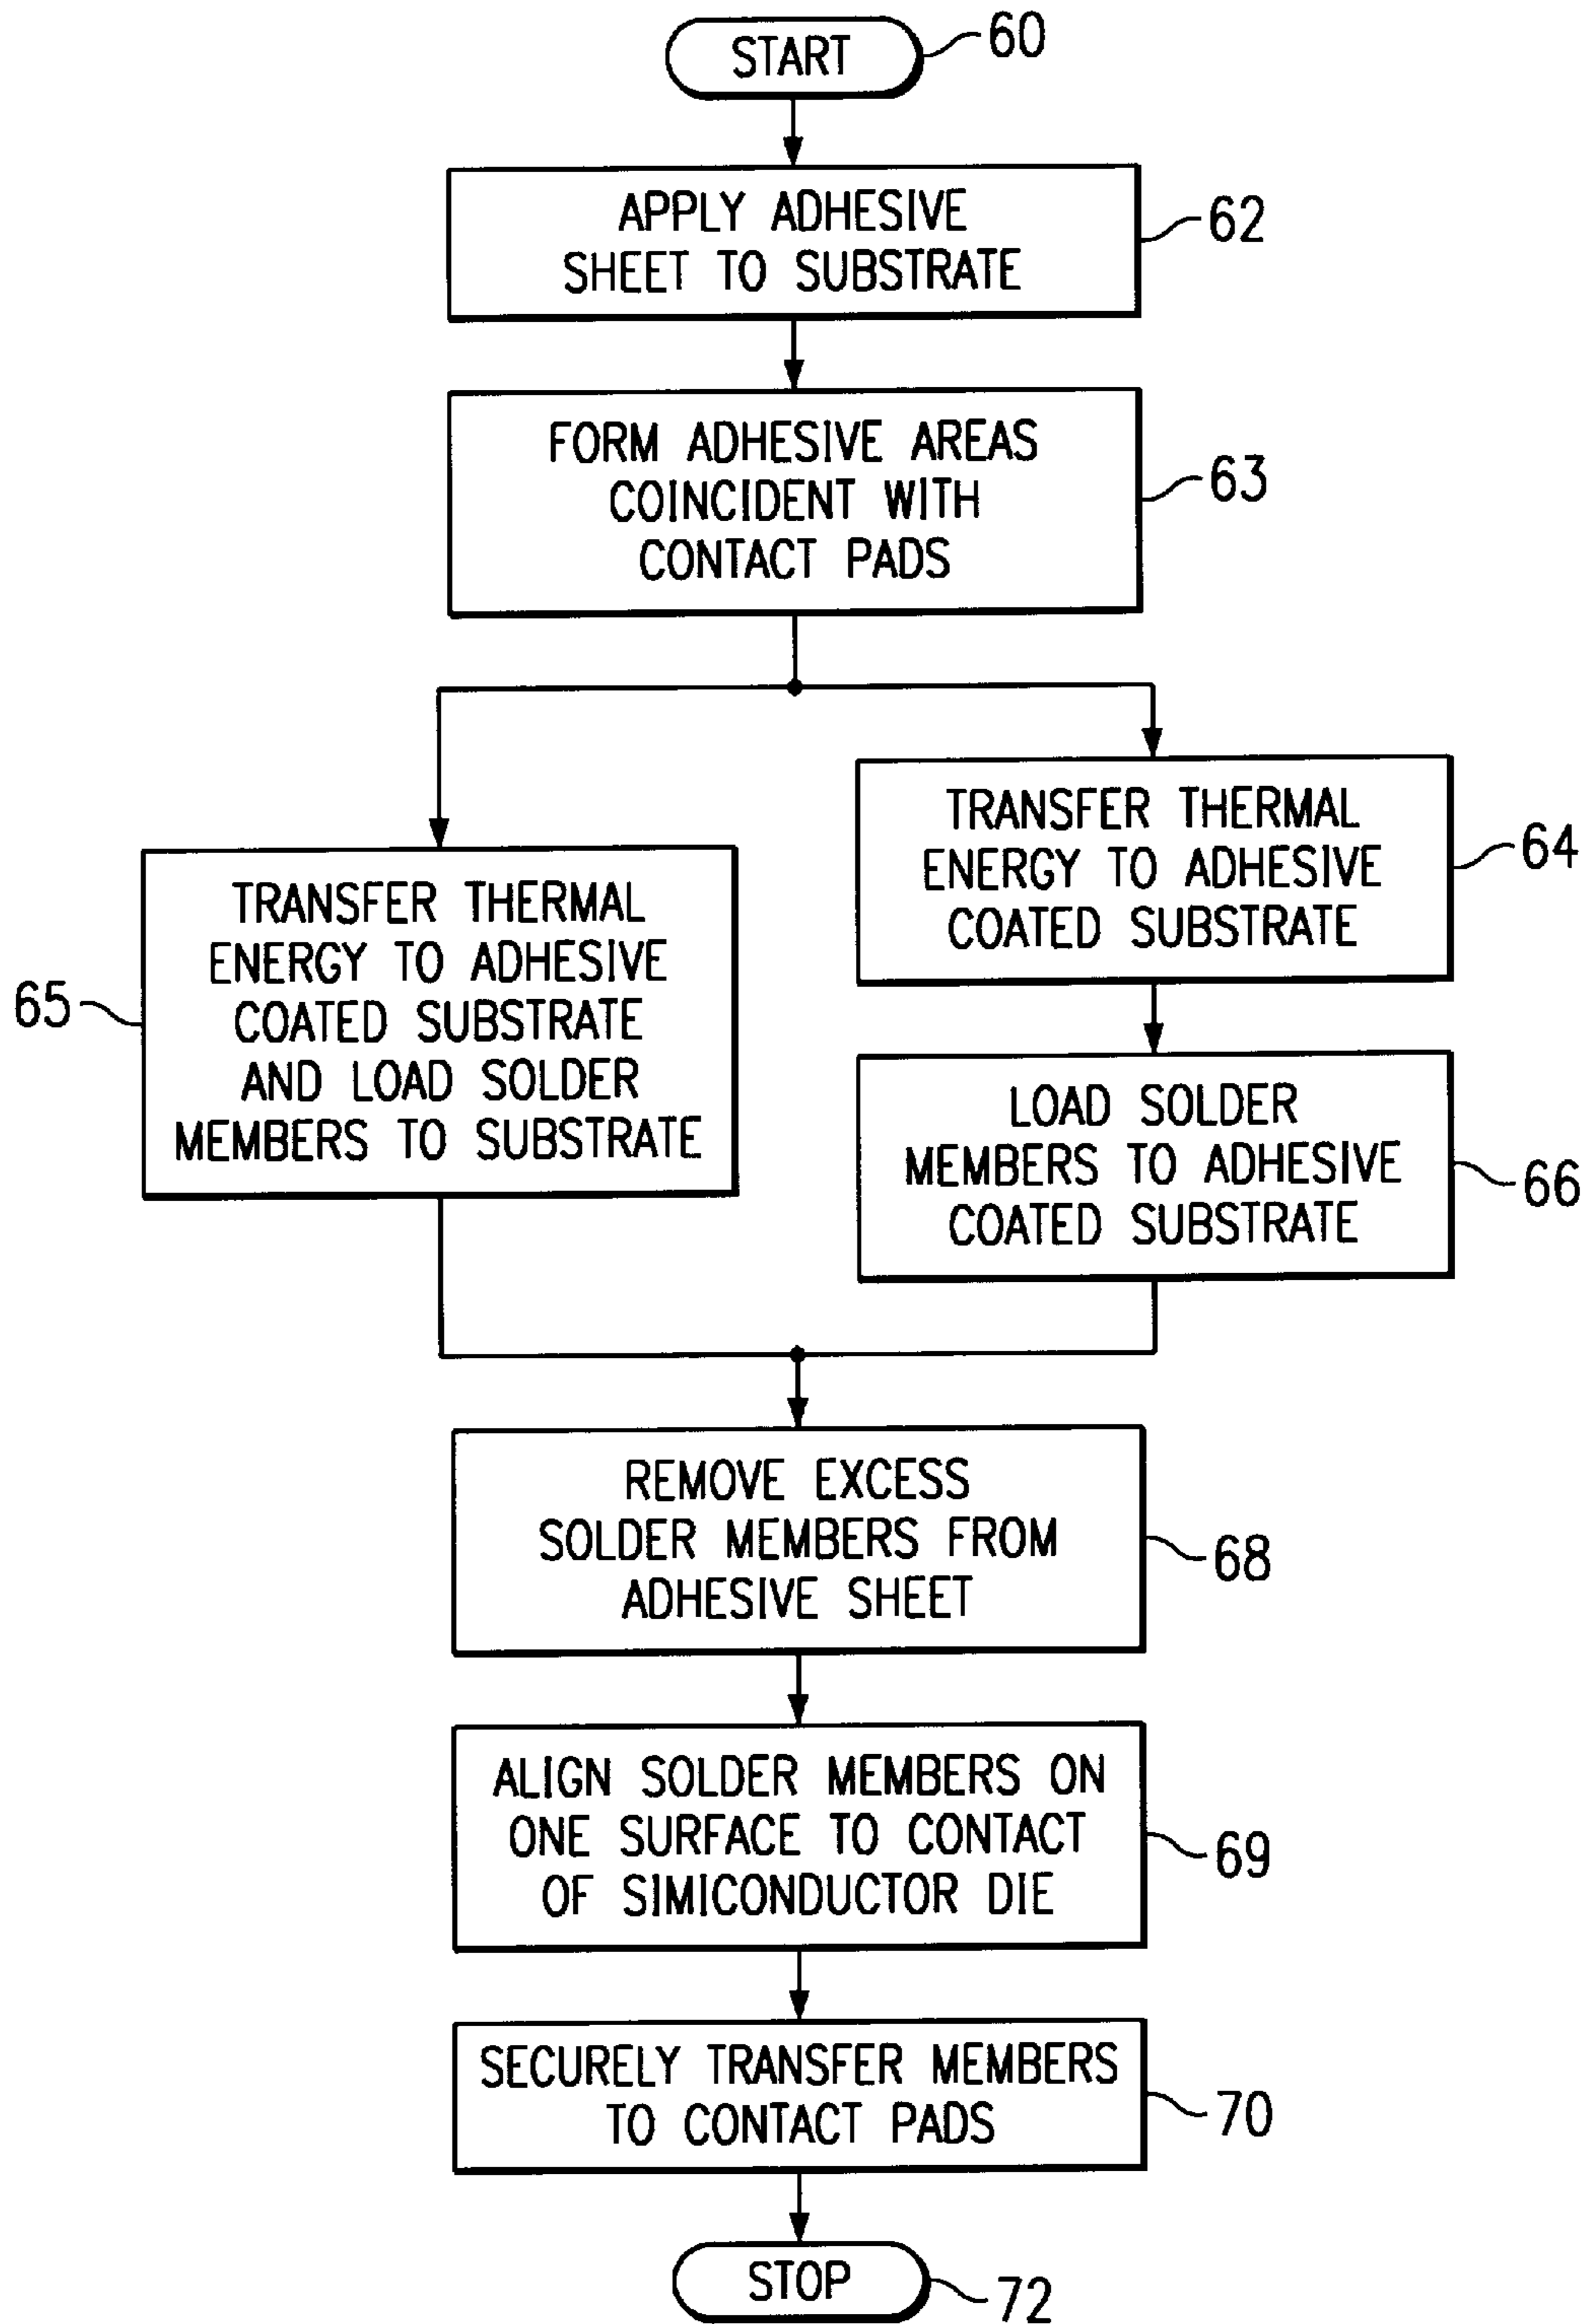 START
60
APPLY ADHESIVE
SHEET TO SUBSTRATE
62
FORM ADHESIVE AREAS
COINCIDENT WITH
CONTACT PADS
63
TRANSFER THERMAL
ENERGY TO ADHESIVE
COATED SUBSTRATE
64
TRANSFER THERMAL
ENERGY TO ADHESIVE
COATED SUBSTRATE
AND LOAD SOLDER
MEMBERS TO SUBSTRATE
65
LOAD SOLDER
MEMBERS TO ADHESIVE
COATED SUBSTRATE
66
REMOVE EXCESS
SOLDER MEMBERS FROM
ADHESIVE SHEET
68
ALIGN SOLDER MEMBERS ON
ONE SURFACE TO CONTACT
OF SIMICONDUCTOR DIE
69
SECURELY TRANSFER MEMBERS
TO CONTACT PADS
70
STOP
72